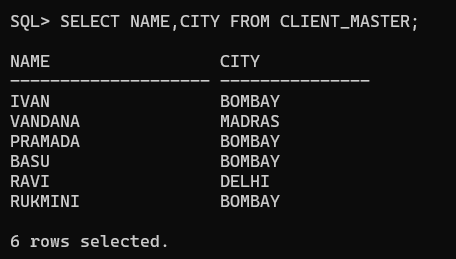 SQL> SELECT NAME,CITY FROM CLIENT_MASTER;
NAME                 CITY
-------------------- ---------------
IVAN                 BOMBAY
VANDANA              MADRAS
PRAMADA              BOMBAY
BASU                 BOMBAY
RAVI                 DELHI
RUKMINI              BOMBAY
6 rows selected.